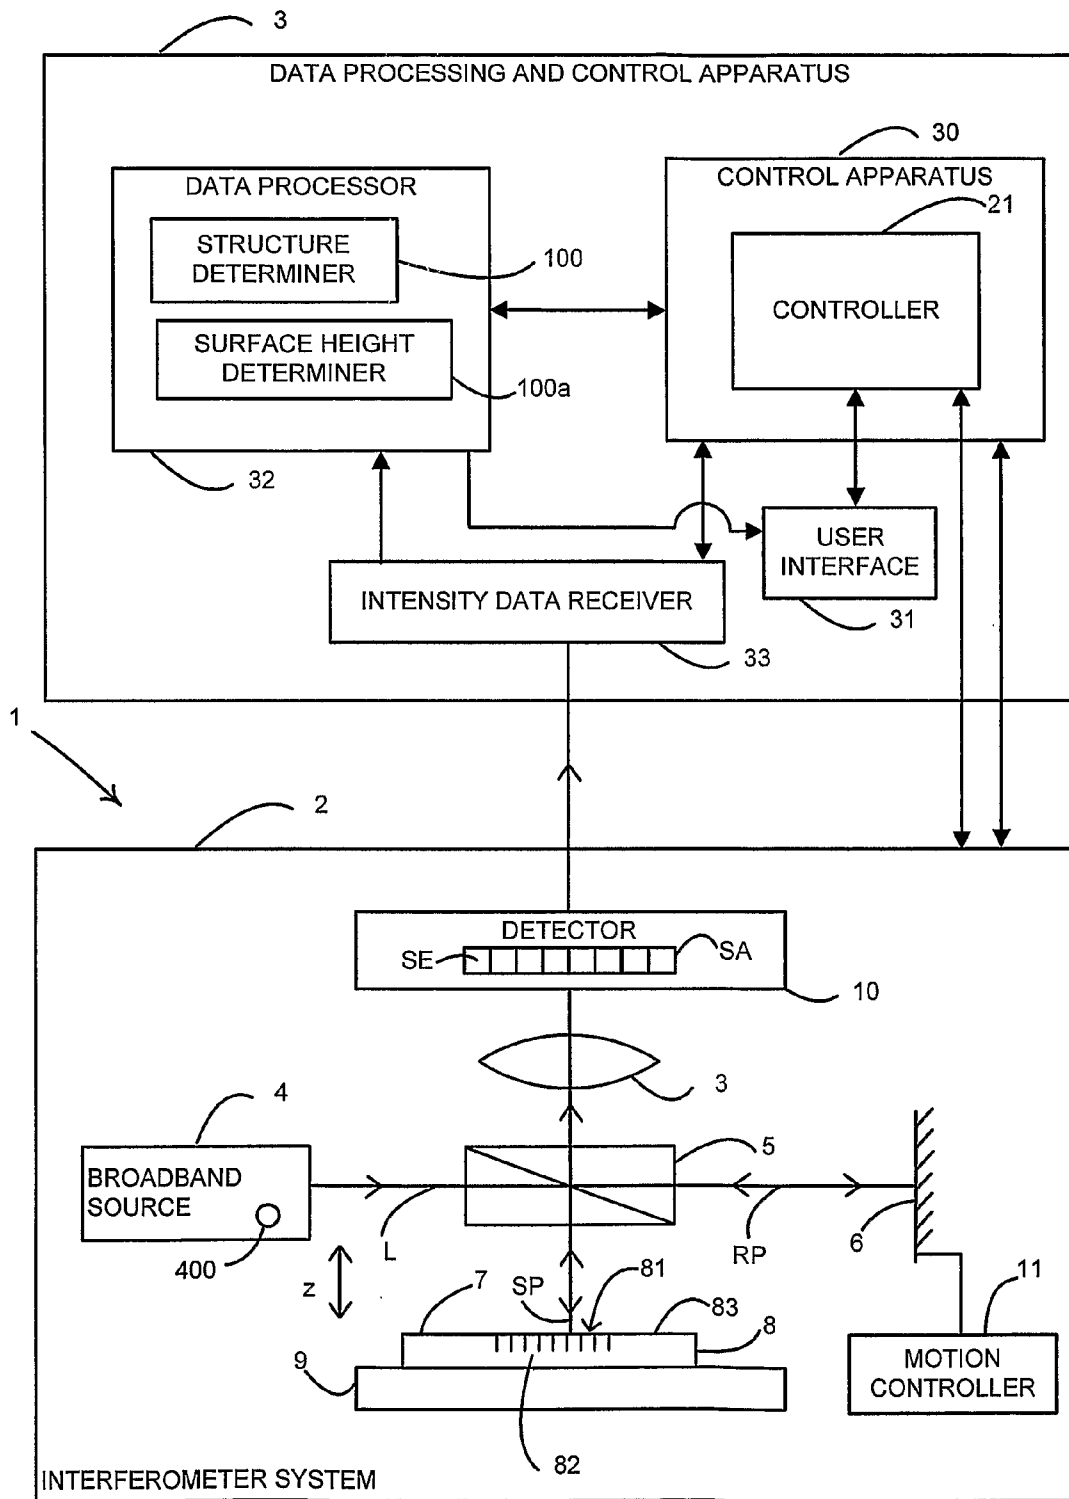 3
DATA PROCESSING AND CONTROL APPARATUS
30
DATA PROCESSOR
CONTROL APPARATUS
21
STRUCTURE
DETERMINER
100
CONTROLLER
SURFACE HEIGHT
DETERMINER
100a
32
USER
INTERFACE
INTENSITY DATA RECEIVER
31
33
1
2
DETECTOR
SE
SA
10
3
4
5
BROADBAND
SOURCE
400
L
RP
6
z
SP
7
81
83
8
11
9
MOTION
CONTROLLER
82
INTERFEROMETER SYSTEM